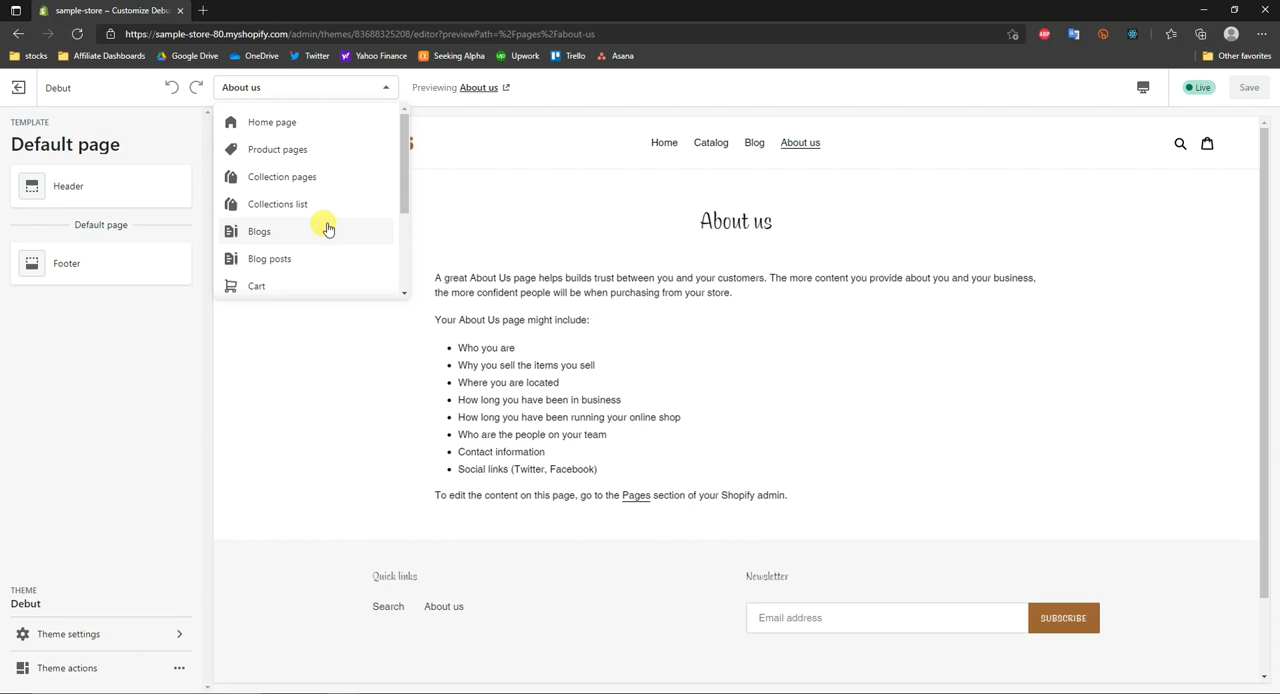 sample-store – Customize Debu
https://sample-store-80.myshopify.com/admin/themes/83688325208/editor?previewPath=%2Fpages%2Fabout-us
stocks Affiliate Dashboards Google Drive OneDrive Twitter Yahoo Finance Seeking Alpha Upwork Trello Asana Other favorites
Debut About us Previewing About us Live Save
TEMPLATE
Default page
Header
Default page
Footer
Home page
Product pages
Collection pages
Collections list
Blogs
Blog posts
Cart
Home Catalog Blog About us
About us
A great About Us page helps builds trust between you and your customers. The more content you provide about you and your business,
the more confident people will be when purchasing from your store.
Your About Us page might include:
• Who you are
• Why you sell the items you sell
• Where you are located
• How long you have been in business
• How long you have been running your online shop
• Who are the people on your team
• Contact information
• Social links (Twitter, Facebook)
To edit the content on this page, go to the Pages section of your Shopify admin.
Quick links Newsletter
Search About us
Email address SUBSCRIBE
THEME
Debut
Theme settings
Theme actions